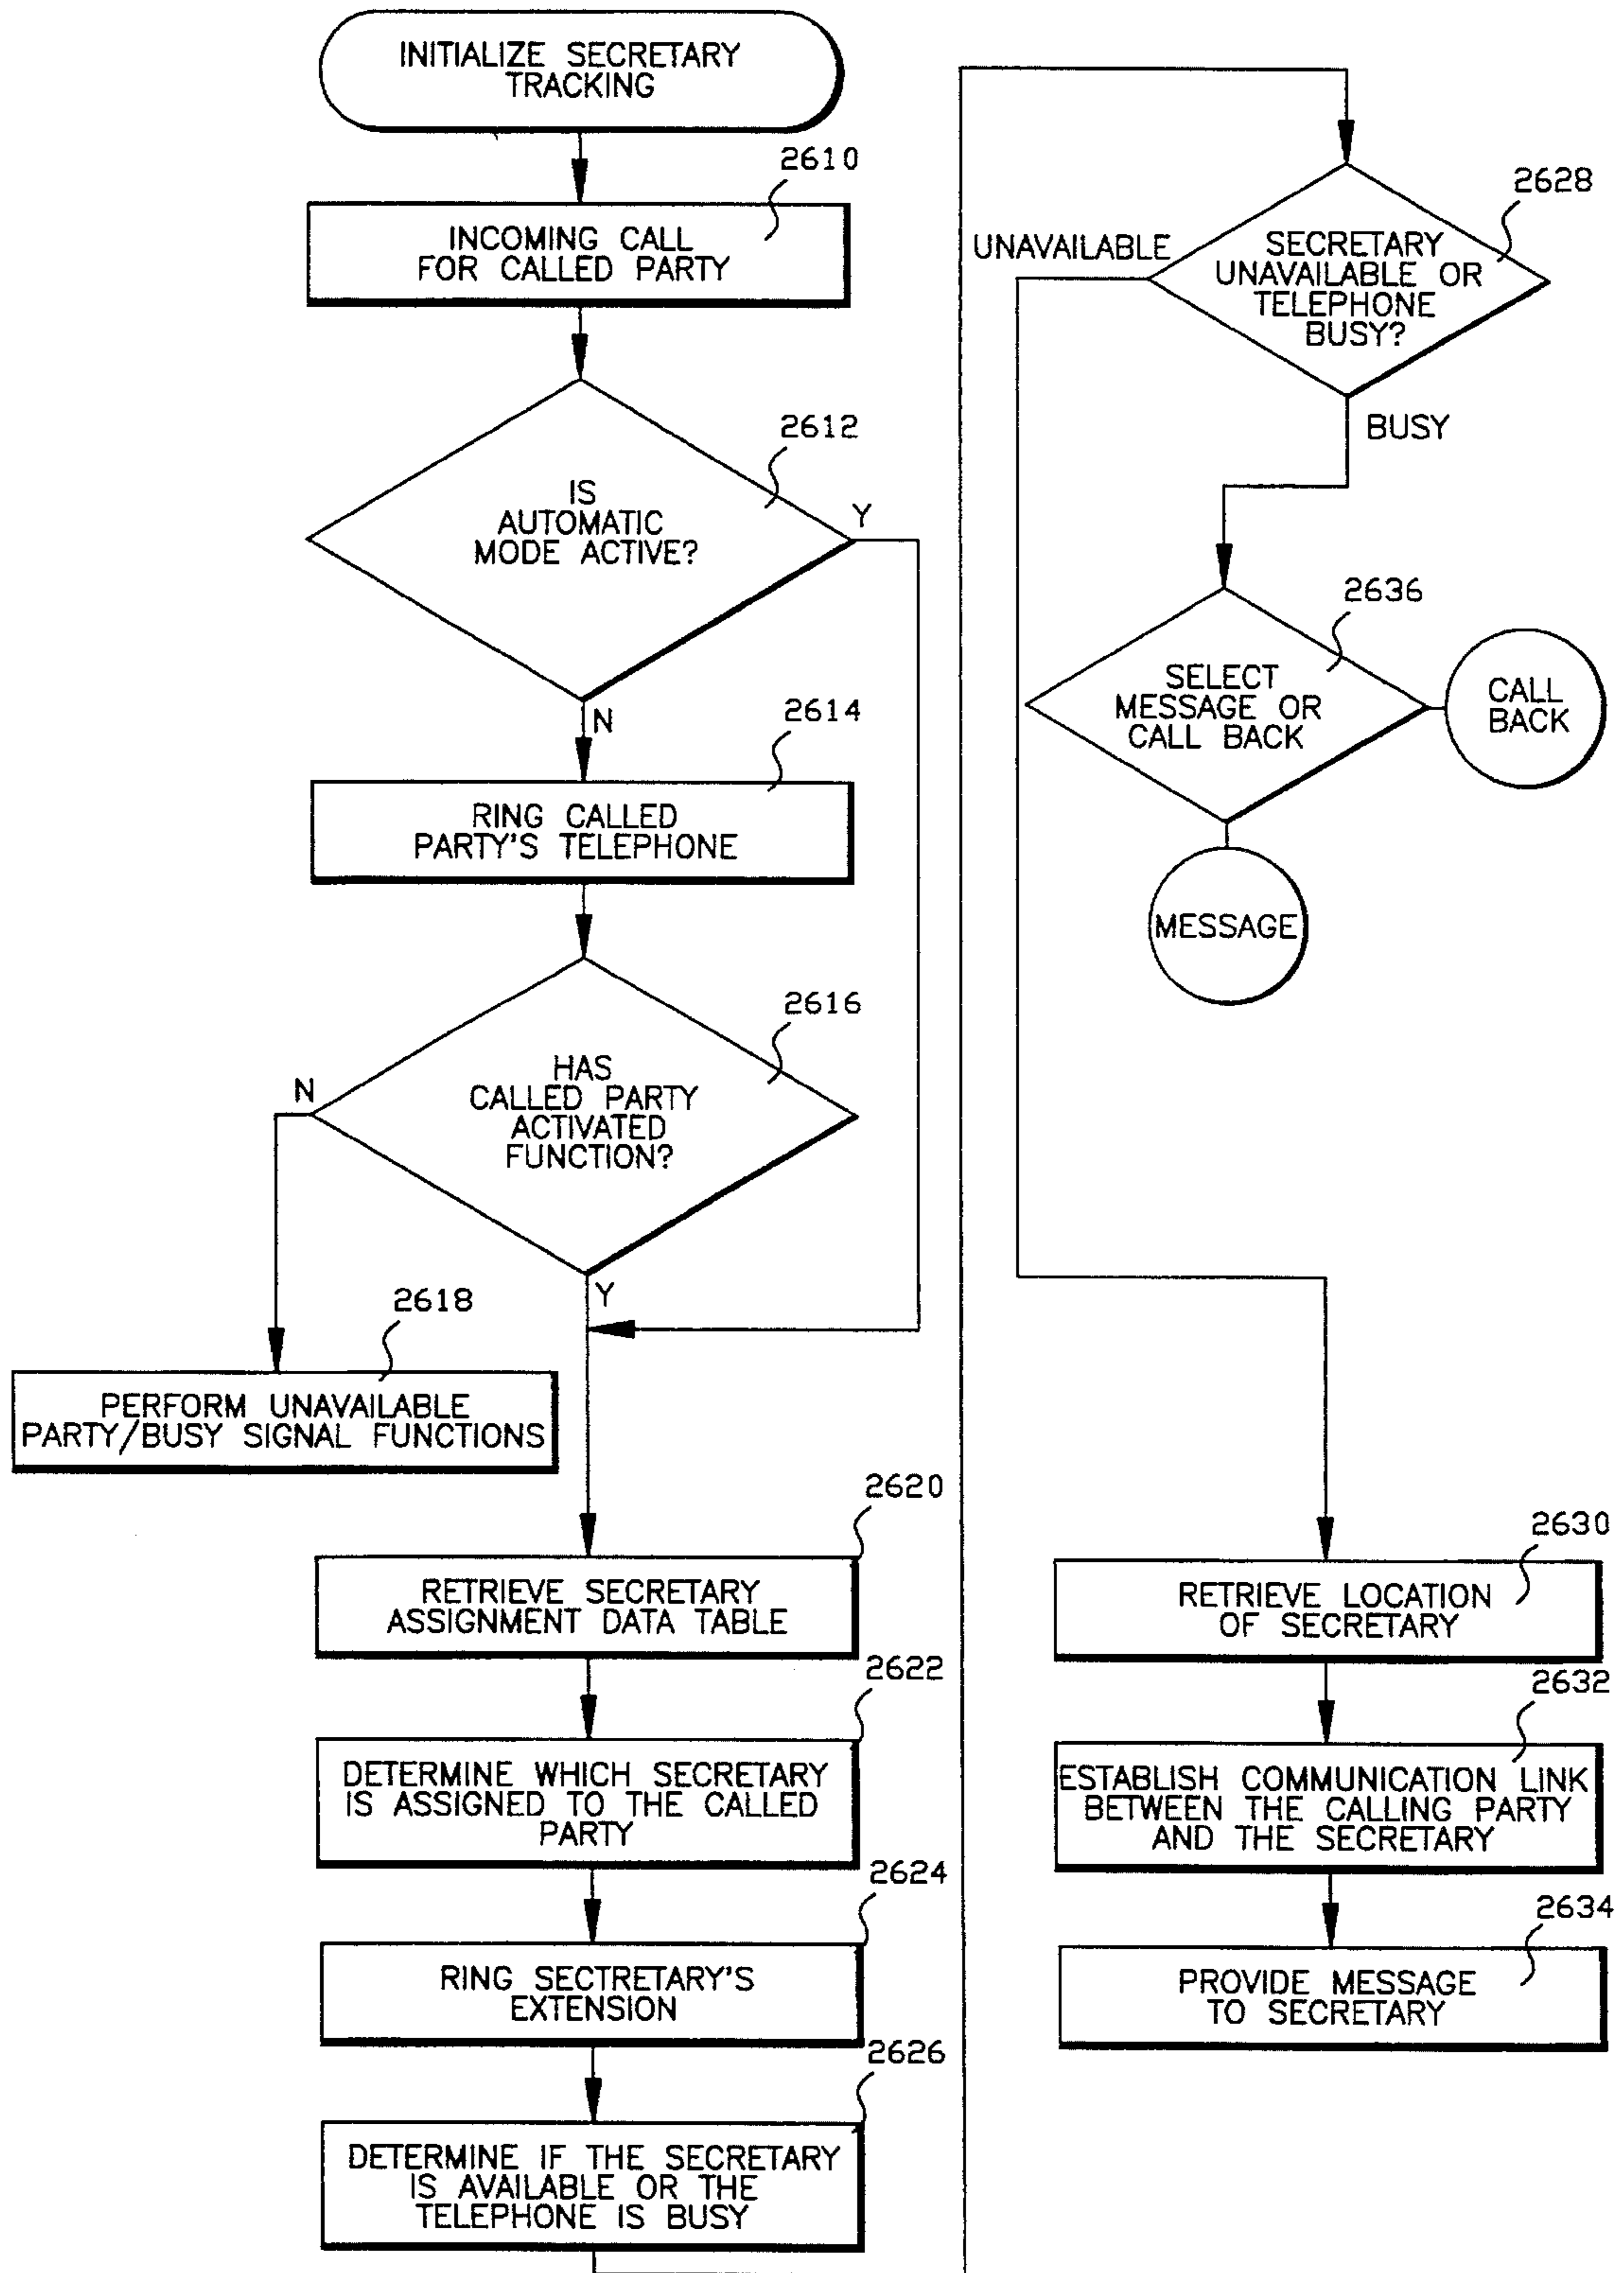 INITIALIZE SECRETARY
TRACKING
2610
INCOMING CALL
FOR CALLED PARTY
2612
IS
AUTOMATIC
MODE ACTIVE?
Y
N
2614
RING CALLED
PARTY'S TELEPHONE
2616
HAS
CALLED PARTY
ACTIVATED
FUNCTION?
N
Y
2618
PERFORM UNAVAILABLE
PARTY/BUSY SIGNAL FUNCTIONS
2620
RETRIEVE SECRETARY
ASSIGNMENT DATA TABLE
2622
DETERMINE WHICH SECRETARY
IS ASSIGNED TO THE CALLED
PARTY
2624
RING SECTRETARY'S
EXTENSION
2626
DETERMINE IF THE SECRETARY
IS AVAILABLE OR THE
TELEPHONE IS BUSY
2628
UNAVAILABLE
SECRETARY
UNAVAILABLE OR
TELEPHONE
BUSY?
BUSY
2636
SELECT
MESSAGE OR
CALL BACK
CALL
BACK
MESSAGE
2630
RETRIEVE LOCATION
OF SECRETARY
2632
ESTABLISH COMMUNICATION LINK
BETWEEN THE CALLING PARTY
AND THE SECRETARY
2634
PROVIDE MESSAGE
TO SECRETARY